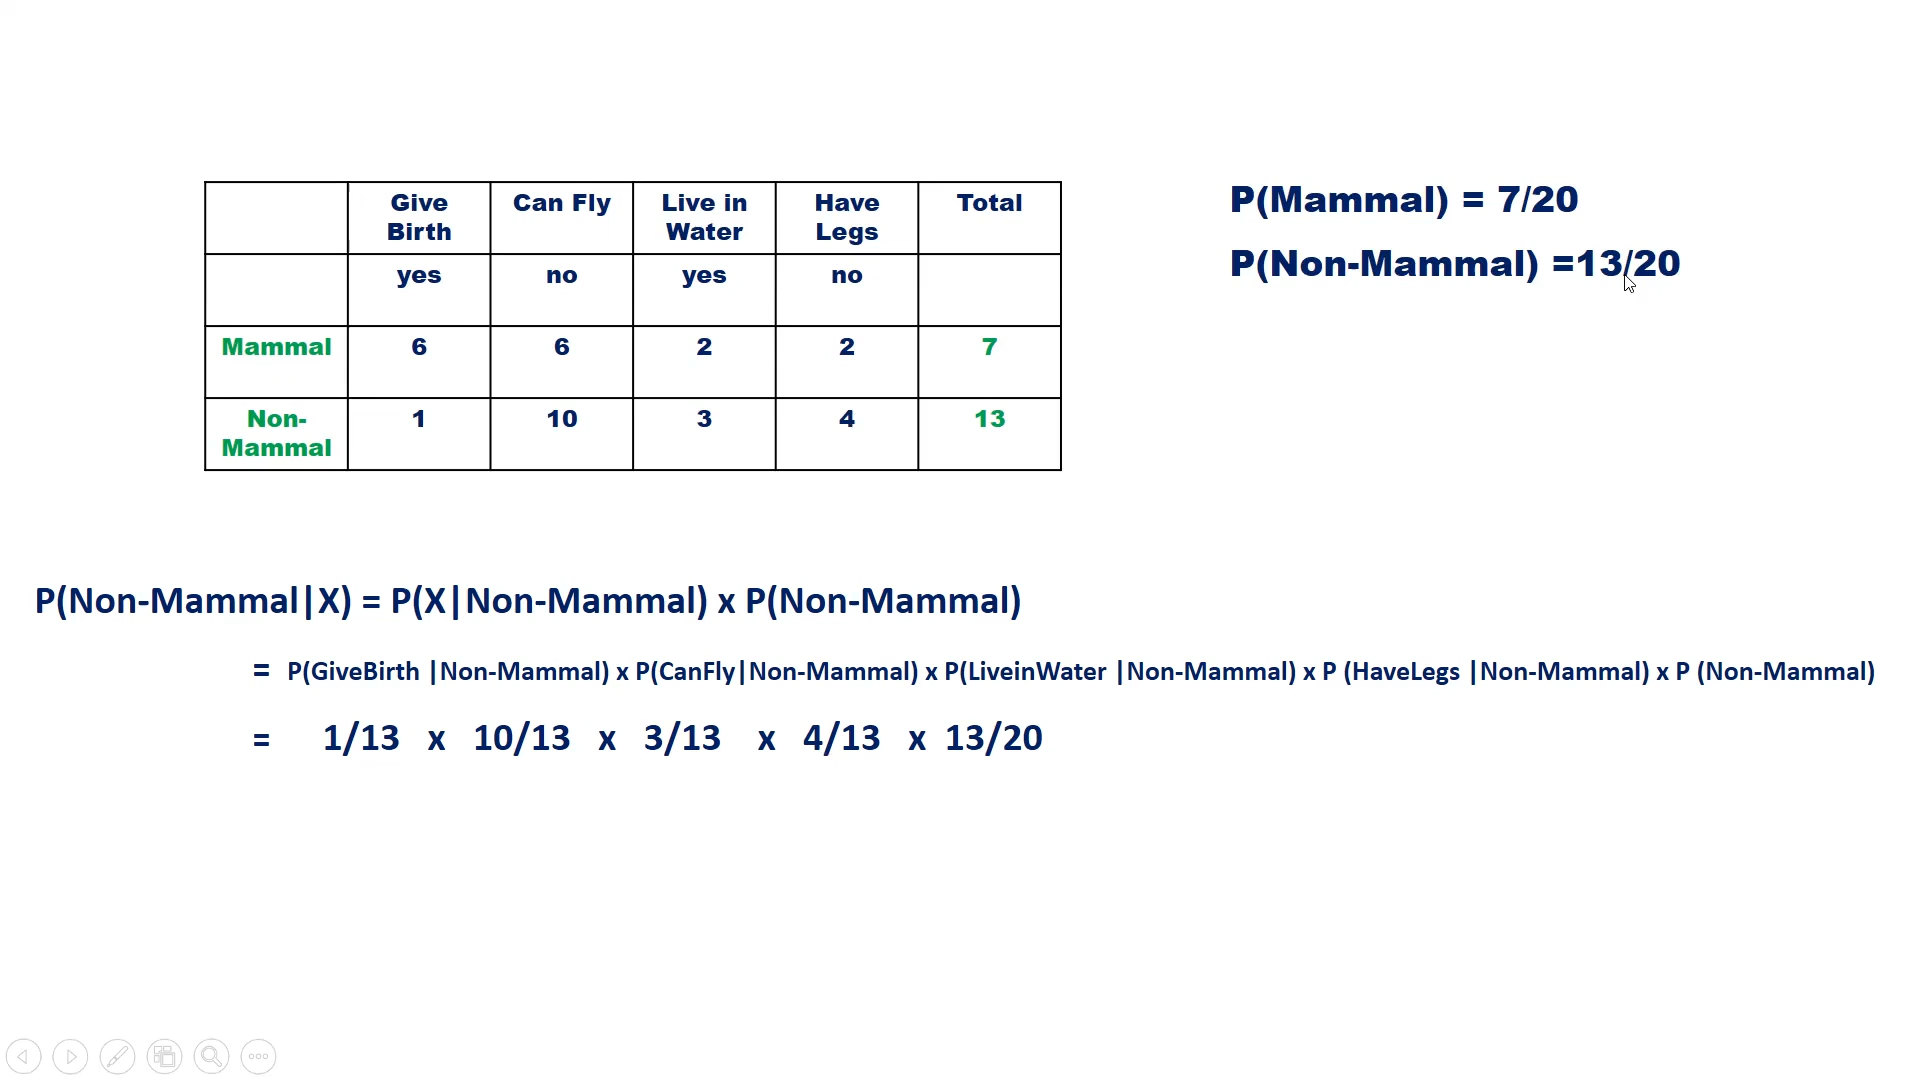 Give Birth Can Fly Live in Water Have Legs Total
yes no yes no
Mammal 6 6 2 2 7
Non-Mammal 1 10 3 4 13
P(Mammal) = 7/20
P(Non-Mammal) =13/20
P(Non-Mammal|X) = P(X|Non-Mammal) x P(Non-Mammal)
= P(GiveBirth |Non-Mammal) x P(CanFly|Non-Mammal) x P(LiveinWater |Non-Mammal) x P (HaveLegs |Non-Mammal) x P (Non-Mammal)
= 1/13 x 10/13 x 3/13 x 4/13 x 13/20